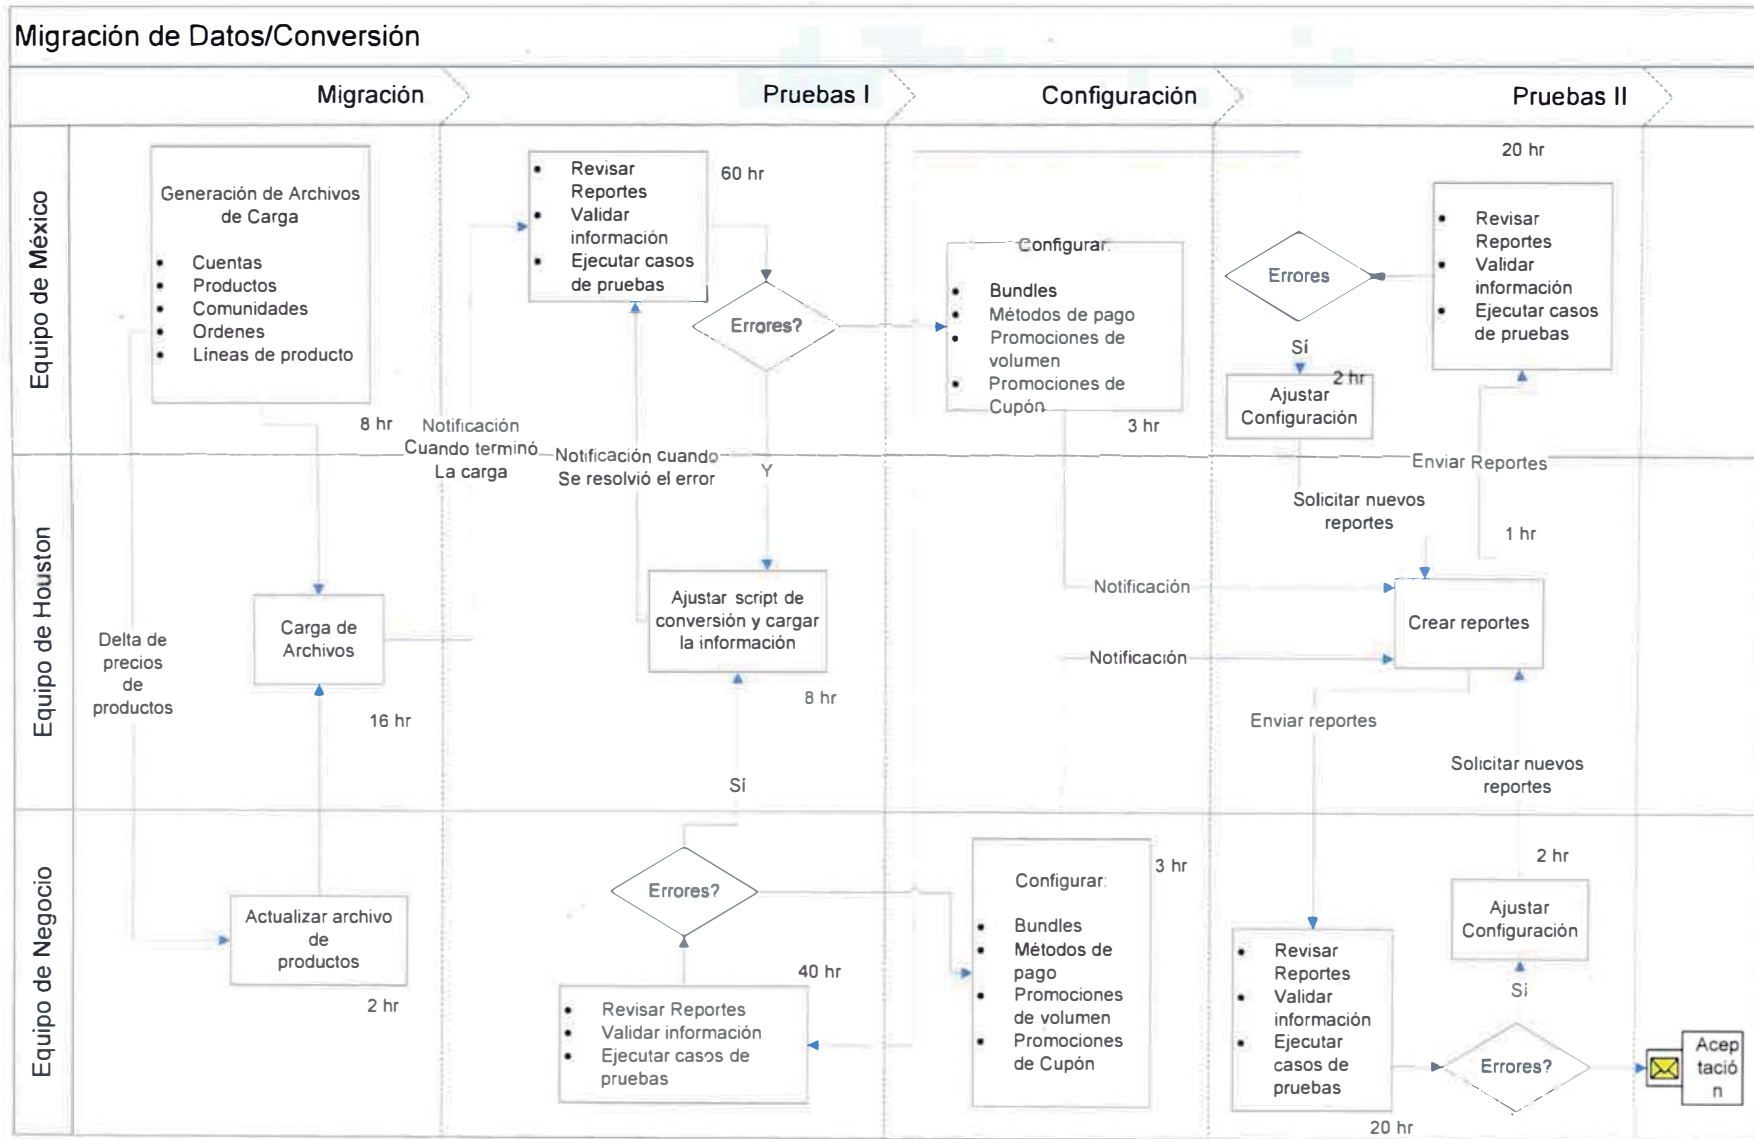 Migración de Datos/Conversión
Migración
Pruebas I
Configuración
Pruebas II
Equipo de México
Generación de Archivos
de Carga
• Cuentas
• Productos
• Comunidades
• Ordenes
• Líneas de producto
8 hr
• Revisar
Reportes
• Validar
información
• Ejecutar casos
de pruebas
60 hr
Errores?
Configurar:
• Bundles
• Métodos de pago
• Promociones de
volumen
• Promociones de
Cupón
3 hr
20 hr
• Revisar
Reportes
• Validar
información
• Ejecutar casos
de pruebas
Errores
Sí
2 hr
Ajustar
Configuración
Notificación
Cuando terminó
La carga
Notificación cuando
Se resolvió el error
Y
Enviar Reportes
Solicitar nuevos
reportes
1 hr
Equipo de Houston
Delta de
precios
de
productos
Carga de
Archivos
16 hr
Ajustar script de
conversión y cargar
la información
8 hr
Sí
Notificación
Notificación
Crear reportes
Enviar reportes
Solicitar nuevos
reportes
Equipo de Negocio
Actualizar archivo
de
productos
2 hr
Errores?
40 hr
• Revisar Reportes
• Validar información
• Ejecutar casos de
pruebas
Configurar:
• Bundles
• Métodos de
pago
• Promociones
de volumen
• Promociones
de Cupón
3 hr
• Revisar
Reportes
• Validar
información
• Ejecutar
casos de
pruebas
20 hr
2 hr
Ajustar
Configuración
Sí
Errores?
Acep
tació
n